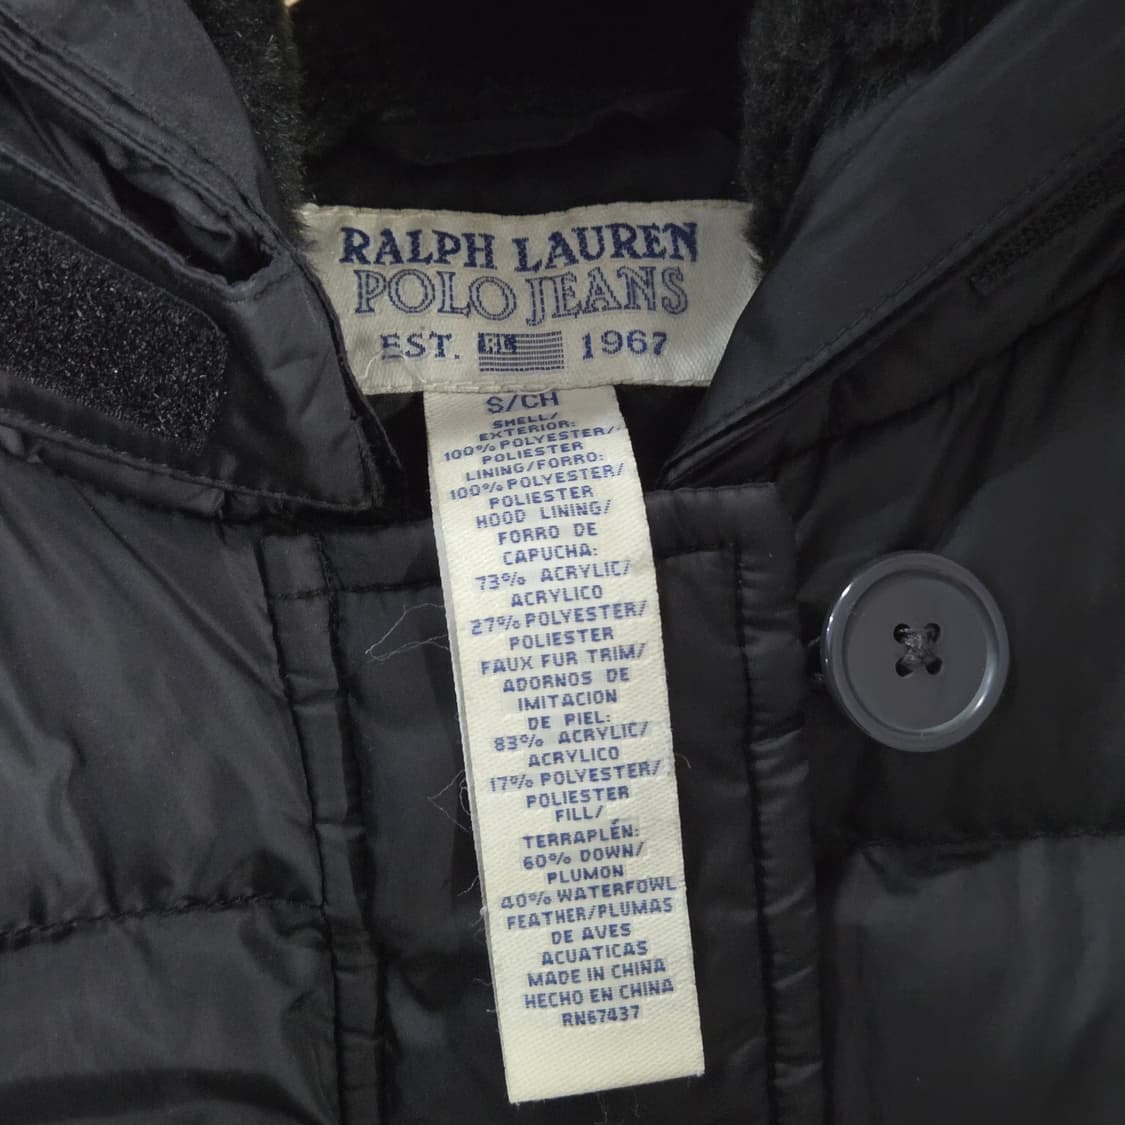 RALPH LAUREN
POLO JEANS
EST. RL 1967
S/CH
SHELL/
EXTERIOR:
100% POLYESTER/
POLIESTER
LINING/FORRO:
100% POLYESTER/
POLIESTER
HOOD LINING/
FORRO DE
CAPUCHA:
73% ACRYLIC/
ACRYLICO
27% POLYESTER/
POLIESTER
FAUX FUR TRIM/
ADORNOS DE
IMITACION
DE PIEL:
83% ACRYLIC/
ACRYLICO
17% POLYESTER/
POLIESTER
FILL/
TERRAPLÉN:
60% DOWN/
PLUMON
40% WATERFOWL
FEATHER/PLUMAS
DE AVES
ACUATICAS
MADE IN CHINA
HECHO EN CHINA
RN67437